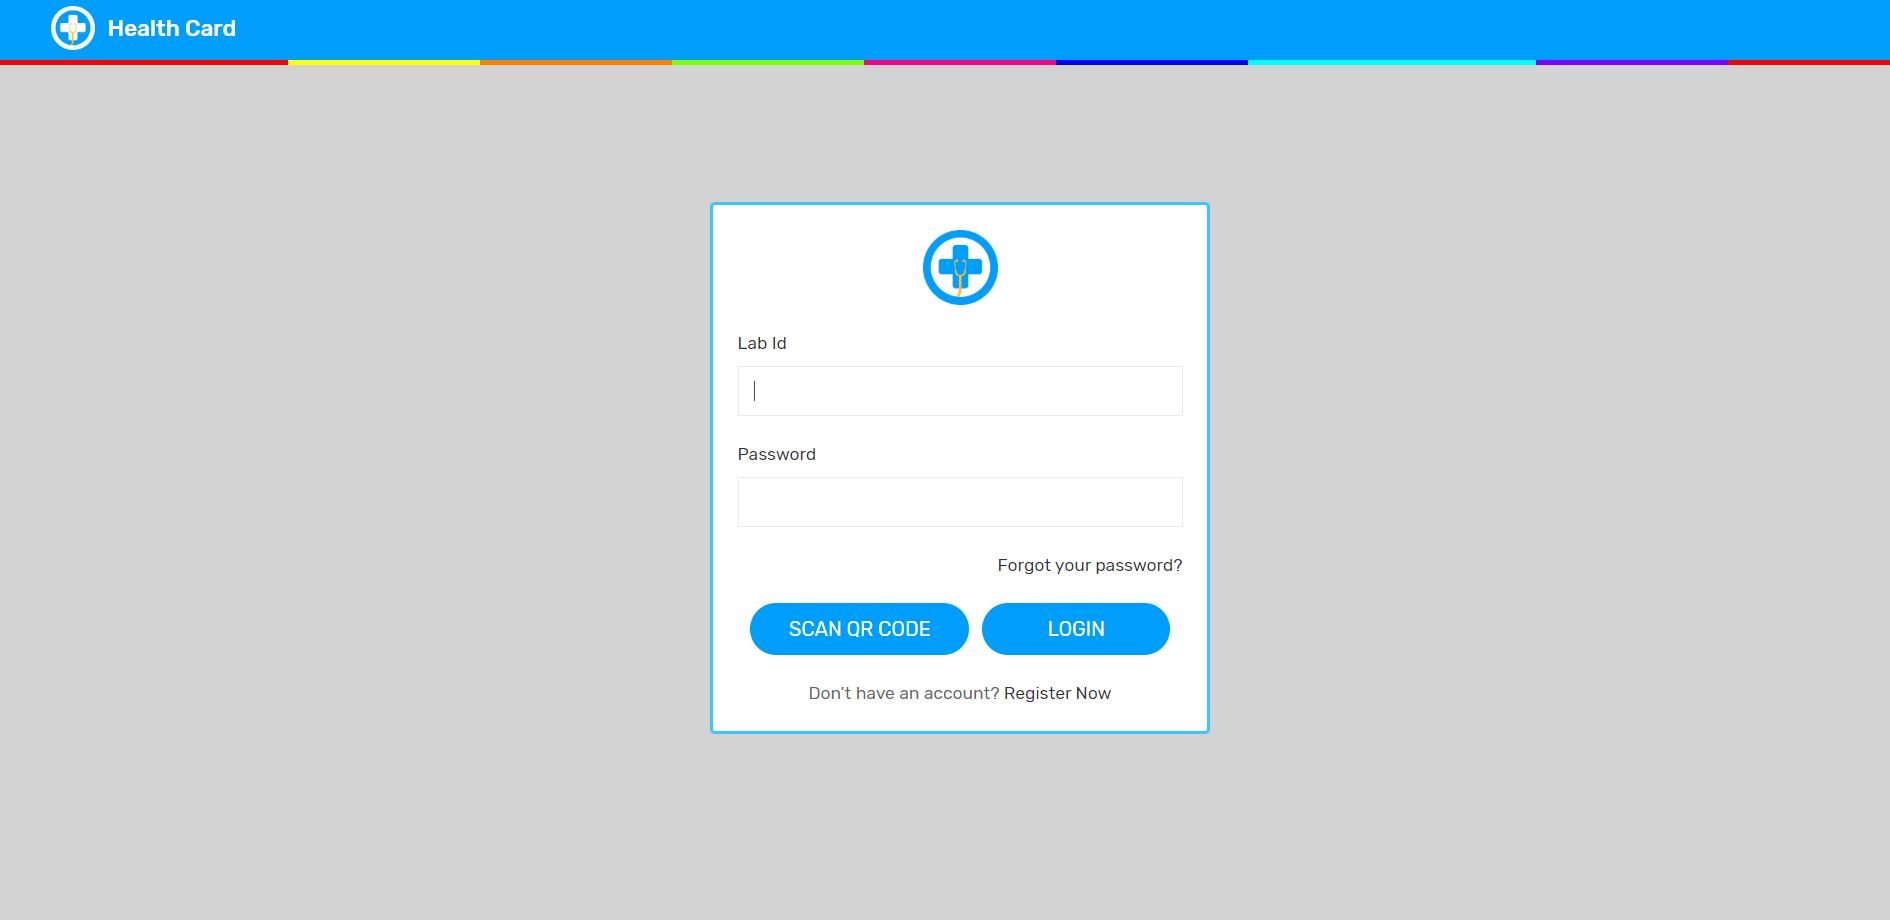 Health Card
Lab Id
Password
Forgot your password?
SCAN QR CODE
LOGIN
Don't have an account? Register Now